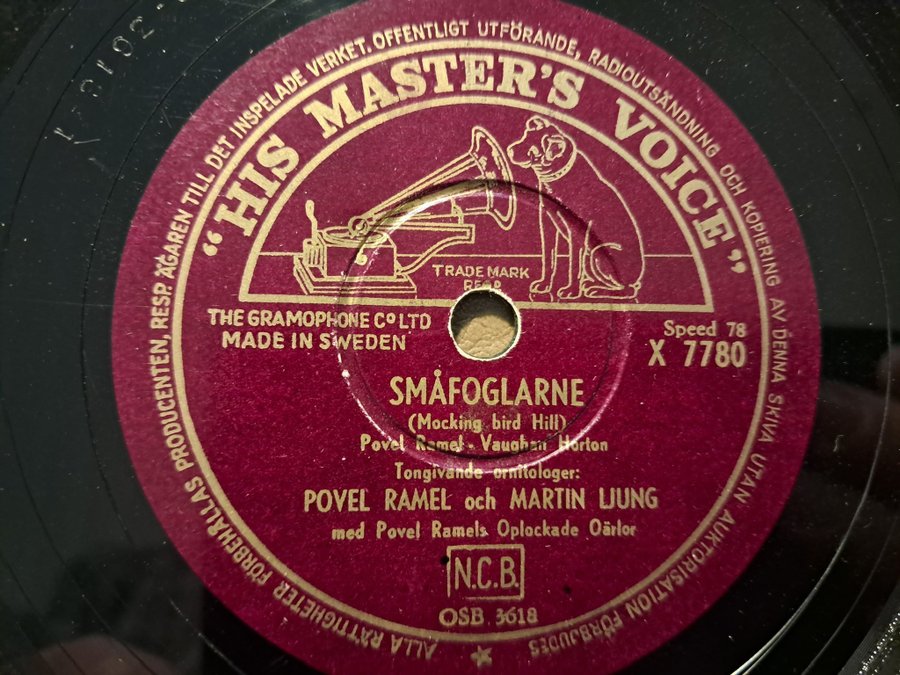 ALLA RÄTTIGHETER FÖRBEHÅLLAS PRODUCENTEN, RESP. ÄGAREN TILL DET INSPELADE VERKET. OFFENTLIGT UTFÖRANDE, RADIOUTSÄNDNING OCH KOPIERING AV DENNA SKIVA UTAN AUKTORISATION FÖRBJUDES
"HIS MASTER'S VOICE"
TRADE MARK
THE GRAMOPHONE Co LTD
MADE IN SWEDEN
Speed 78
X 7780
SMÅFOGLARNE
(Mocking bird Hill)
Povel Ramel - Vaughan Horton
Tongivande ornitologer:
POVEL RAMEL och MARTIN LJUNG
med Povel Ramels Oplockade Oärlor
N.C.B.
OSB 3618